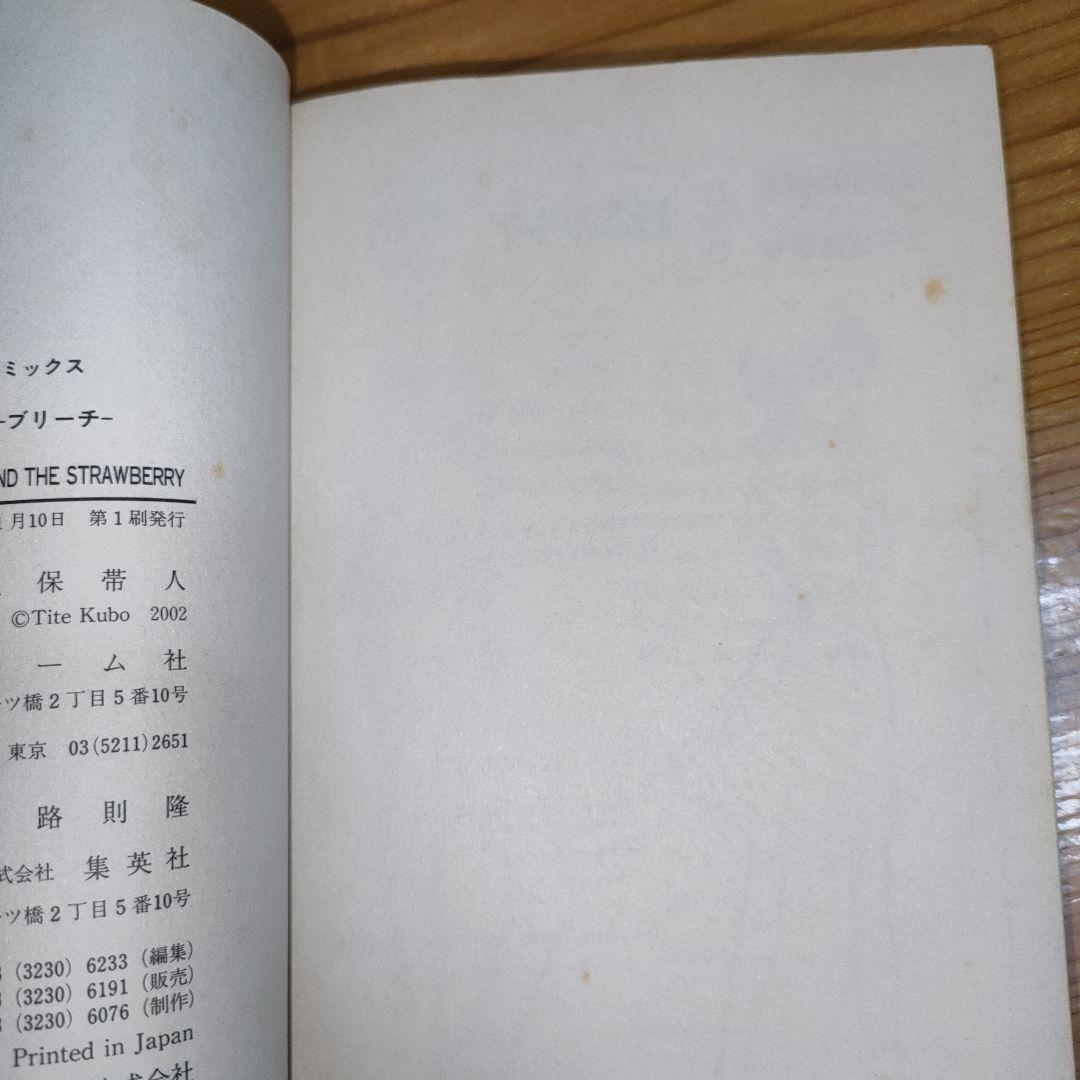 ミックス
-ブリーチ-
ND THE STRAWBERRY
月10日 第1刷発行
保帯人
©Tite Kubo 2002
ーム社
ツ橋2丁目5番10号
東京 03(5211)2651
路則隆
式会社 集英社
ツ橋2丁目5番10号
(3230) 6233 (編集)
(3230) 6191 (販売)
(3230) 6076 (制作)
Printed in Japan
式会社